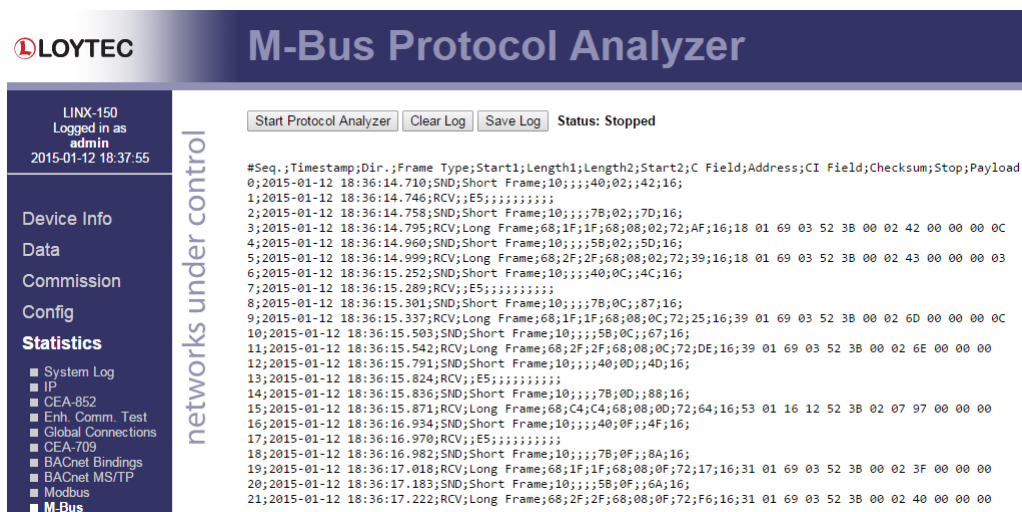 LOYTEC
M-Bus Protocol Analyzer
LINX-150
Logged in as
admin
2015-01-12 18:37:55
Device Info
Data
Commission
Config
Statistics
System Log
IP
CEA-852
Enh. Comm. Test
Global Connections
CEA-709
BACnet Bindings
BACnet MS/TP
Modbus
M-Bus
networks under control
Start Protocol Analyzer Clear Log Save Log Status: Stopped
#Seq.;Timestamp;Dir.;Frame Type;Start1;Length1;Length2;Start2;C Field;Address;CI Field;Checksum;Stop;Payload
0;2015-01-12 18:36:14.710;SND;Short Frame;10;;;;40;02;;42;16;
1;2015-01-12 18:36:14.746;RCV;;E5;;;;;;;;;;
2;2015-01-12 18:36:14.758;SND;Short Frame;10;;;;7B;02;;7D;16;
3;2015-01-12 18:36:14.795;RCV;Long Frame;68;1F;1F;68;08;02;72;AF;16;18 01 69 03 52 3B 00 02 42 00 00 00 0C
4;2015-01-12 18:36:14.960;SND;Short Frame;10;;;;5B;02;;5D;16;
5;2015-01-12 18:36:14.999;RCV;Long Frame;68;2F;2F;68;08;02;72;39;16;18 01 69 03 52 3B 00 02 43 00 00 00 03
6;2015-01-12 18:36:15.252;SND;Short Frame;10;;;;40;0C;;4C;16;
7;2015-01-12 18:36:15.289;RCV;;E5;;;;;;;;;;
8;2015-01-12 18:36:15.301;SND;Short Frame;10;;;;7B;0C;;87;16;
9;2015-01-12 18:36:15.337;RCV;Long Frame;68;1F;1F;68;08;0C;72;25;16;39 01 69 03 52 3B 00 02 6D 00 00 00 0C
10;2015-01-12 18:36:15.503;SND;Short Frame;10;;;;5B;0C;;67;16;
11;2015-01-12 18:36:15.542;RCV;Long Frame;68;2F;2F;68;08;0C;72;DE;16;39 01 69 03 52 3B 00 02 6E 00 00 00
12;2015-01-12 18:36:15.791;SND;Short Frame;10;;;;40;0D;;4D;16;
13;2015-01-12 18:36:15.824;RCV;;E5;;;;;;;;;;
14;2015-01-12 18:36:15.836;SND;Short Frame;10;;;;7B;0D;;88;16;
15;2015-01-12 18:36:15.871;RCV;Long Frame;68;C4;C4;68;08;0D;72;64;16;53 01 16 12 52 3B 02 07 97 00 00 00
16;2015-01-12 18:36:16.934;SND;Short Frame;10;;;;40;0F;;4F;16;
17;2015-01-12 18:36:16.970;RCV;;E5;;;;;;;;;;
18;2015-01-12 18:36:16.982;SND;Short Frame;10;;;;7B;0F;;8A;16;
19;2015-01-12 18:36:17.018;RCV;Long Frame;68;1F;1F;68;08;0F;72;17;16;31 01 69 03 52 3B 00 02 3F 00 00 00
20;2015-01-12 18:36:17.183;SND;Short Frame;10;;;;5B;0F;;6A;16;
21;2015-01-12 18:36:17.222;RCV;Long Frame;68;2F;2F;68;08;0F;72;F6;16;31 01 69 03 52 3B 00 02 40 00 00 00